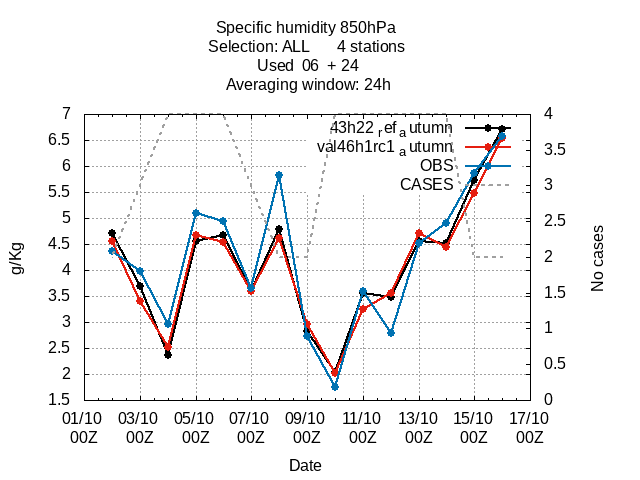 Specific humidity 850hPa
Selection: ALL 4 stations
Used 06 + 24
Averaging window: 24h
43h22 ref autumn
val46h1rc1 autumn
OBS
CASES
g/Kg
7
6.5
6
5.5
5
4.5
4
3.5
3
2.5
2
1.5
4
3.5
3
2.5
2
1.5
1
0.5
0
No cases
01/10 03/10 05/10 07/10 09/10 11/10 13/10 15/10 17/10
00Z 00Z 00Z 00Z 00Z 00Z 00Z 00Z 00Z
Date